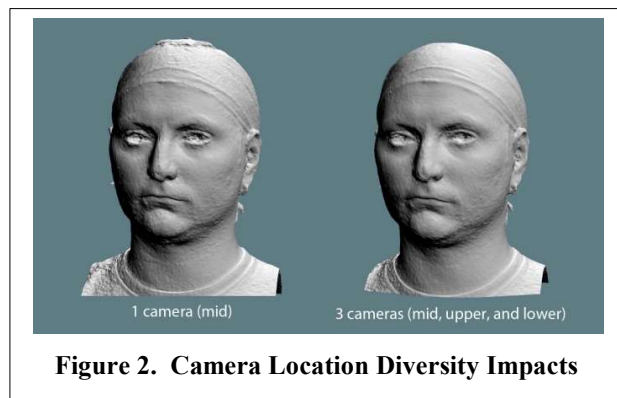 1 camera (mid)
3 cameras (mid, upper, and lower)
Figure 2. Camera Location Diversity Impacts